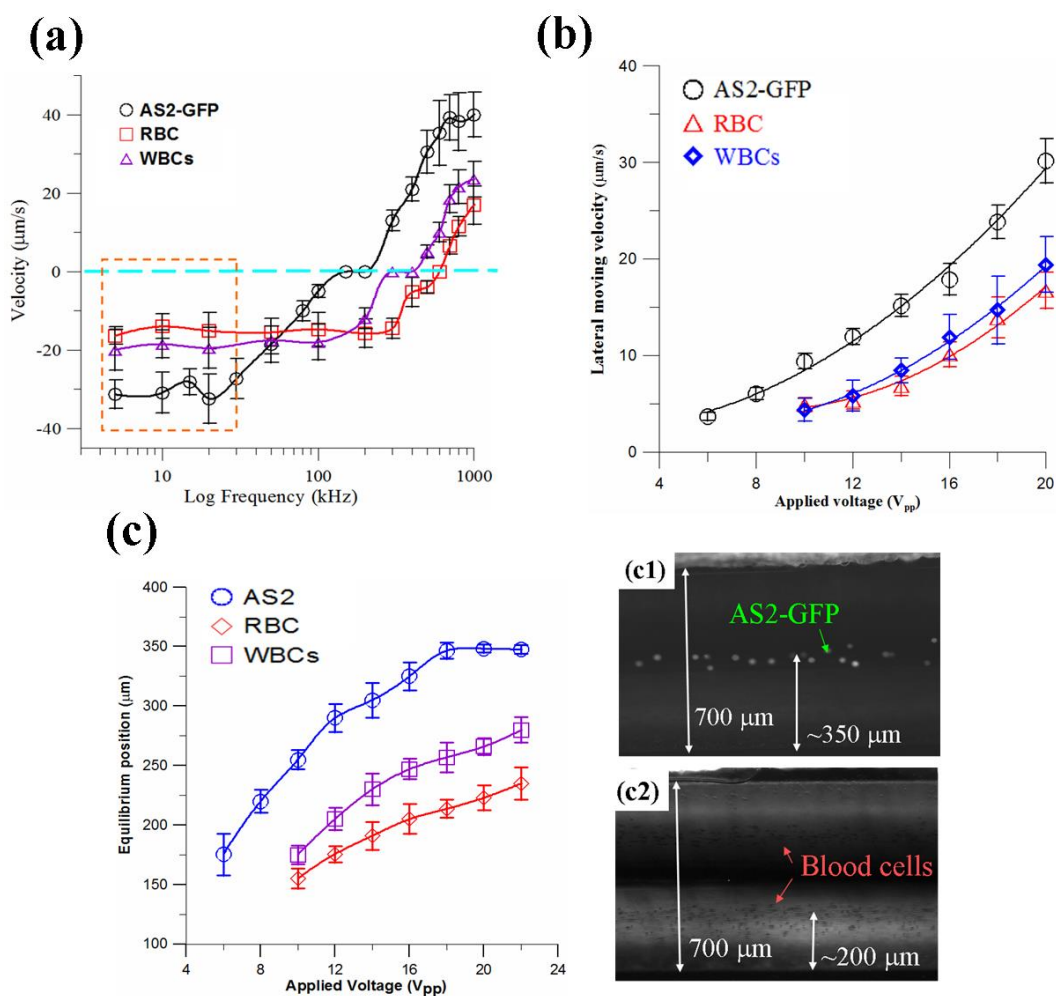 (a)
AS2-GFP
RBC
WBCs
Velocity (μm/s)
40
20
0
-20
-40
10
100
1000
Log Frequency (kHz)
(b)
AS2-GFP
RBC
WBCs
Lateral moving velocity (μm/s)
40
30
20
10
0
4
8
12
16
20
Applied voltage (Vpp)
(c)
AS2
RBC
WBCs
Equilibrium position (μm)
400
350
300
250
200
150
100
4
8
12
16
20
24
Applied Voltage (Vpp)
(c1)
AS2-GFP
700 μm
~350 μm
(c2)
Blood cells
700 μm
~200 μm